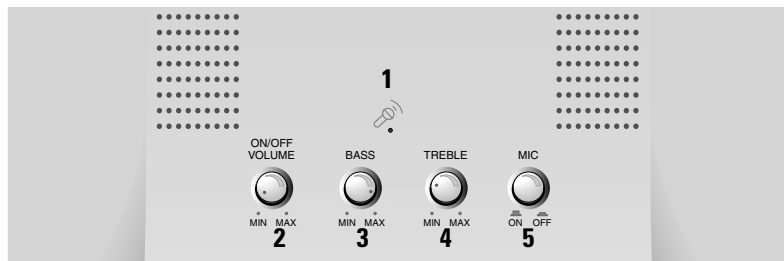 1
ON/OFF
VOLUME BASS TREBLE MIC
MIN MAX MIN MAX MIN MAX ON OFF
2 3 4 5